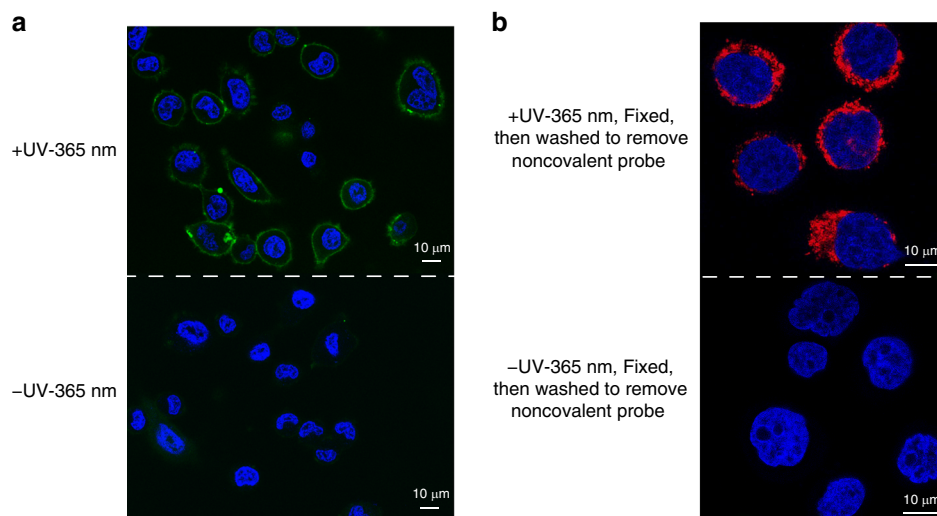 a
+UV-365 nm
10 μm
−UV-365 nm
10 μm
b
+UV-365 nm, Fixed,
then washed to remove
noncovalent probe
10 μm
−UV-365 nm, Fixed,
then washed to remove
noncovalent probe
10 μm